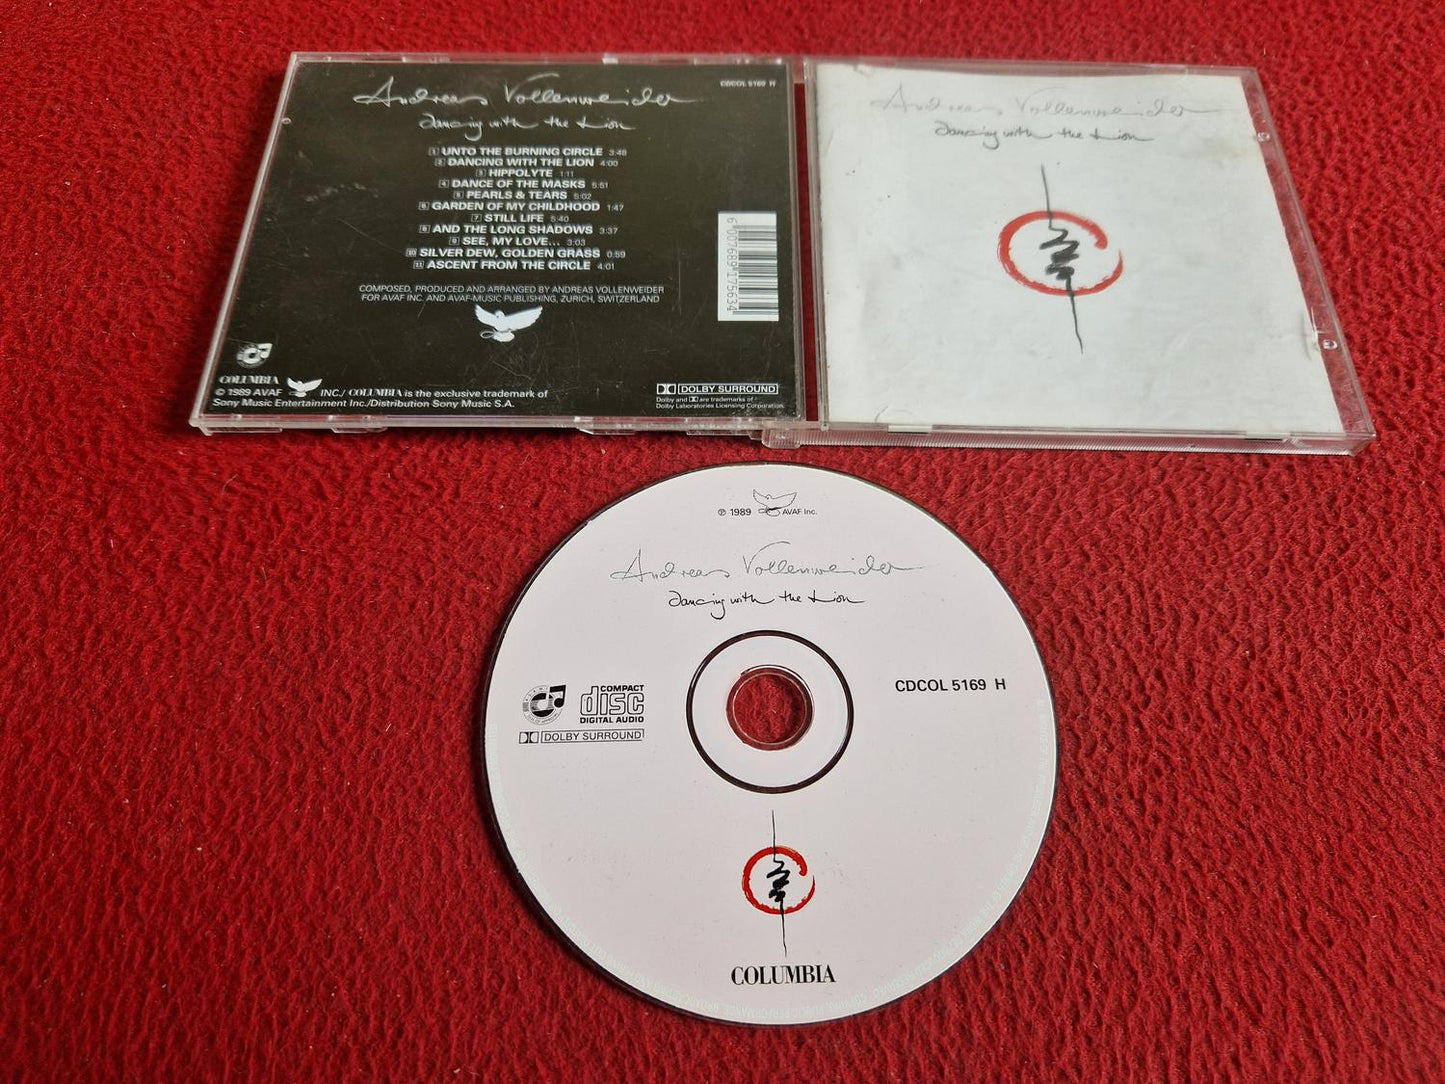 Andreas Vollenweider
CDCOL 5169 H
Dancing with the Lion
1 UNTO THE BURNING CIRCLE 3:48
2 DANCING WITH THE LION 4:00
3 HIPPOLYTE 1:11
4 DANCE OF THE MASKS 5:51
5 PEARLS & TEARS 5:02
6 GARDEN OF MY CHILDHOOD 1:47
7 STILL LIFE 5:40
8 AND THE LONG SHADOWS 3:37
9 SEE, MY LOVE... 3:03
10 SILVER DEW, GOLDEN GRASS 0:59
11 ASCENT FROM THE CIRCLE 4:01
COMPOSED, PRODUCED AND ARRANGED BY ANDREAS VOLLENWEIDER
FOR AVAF INC. AND AVAF-MUSIC PUBLISHING, ZURICH, SWITZERLAND
6 007689 175634
COLUMBIA
© 1989 AVAF INC./ COLUMBIA is the exclusive trademark of
Sony Music Entertainment Inc./Distribution Sony Music S.A.
DOLBY SURROUND
Dolby and are trademarks of
Dolby Laboratories Licensing Corporation
Andreas Vollenweider
Dancing with the Lion
℗ 1989 AVAF Inc.
Andreas Vollenweider
Dancing with the Lion
CDCOL 5169 H
COMPACT
disc
DIGITAL AUDIO
DOLBY SURROUND
COLUMBIA